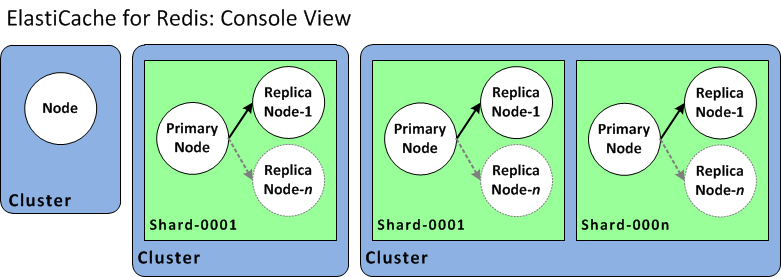 ElastiCache for Redis: Console View
Node
Cluster
Primary
Node
Replica
Node-1
Replica
Node-n
Shard-0001
Cluster
Primary
Node
Replica
Node-1
Replica
Node-n
Shard-0001
Primary
Node
Replica
Node-1
Replica
Node-n
Shard-000n
Cluster